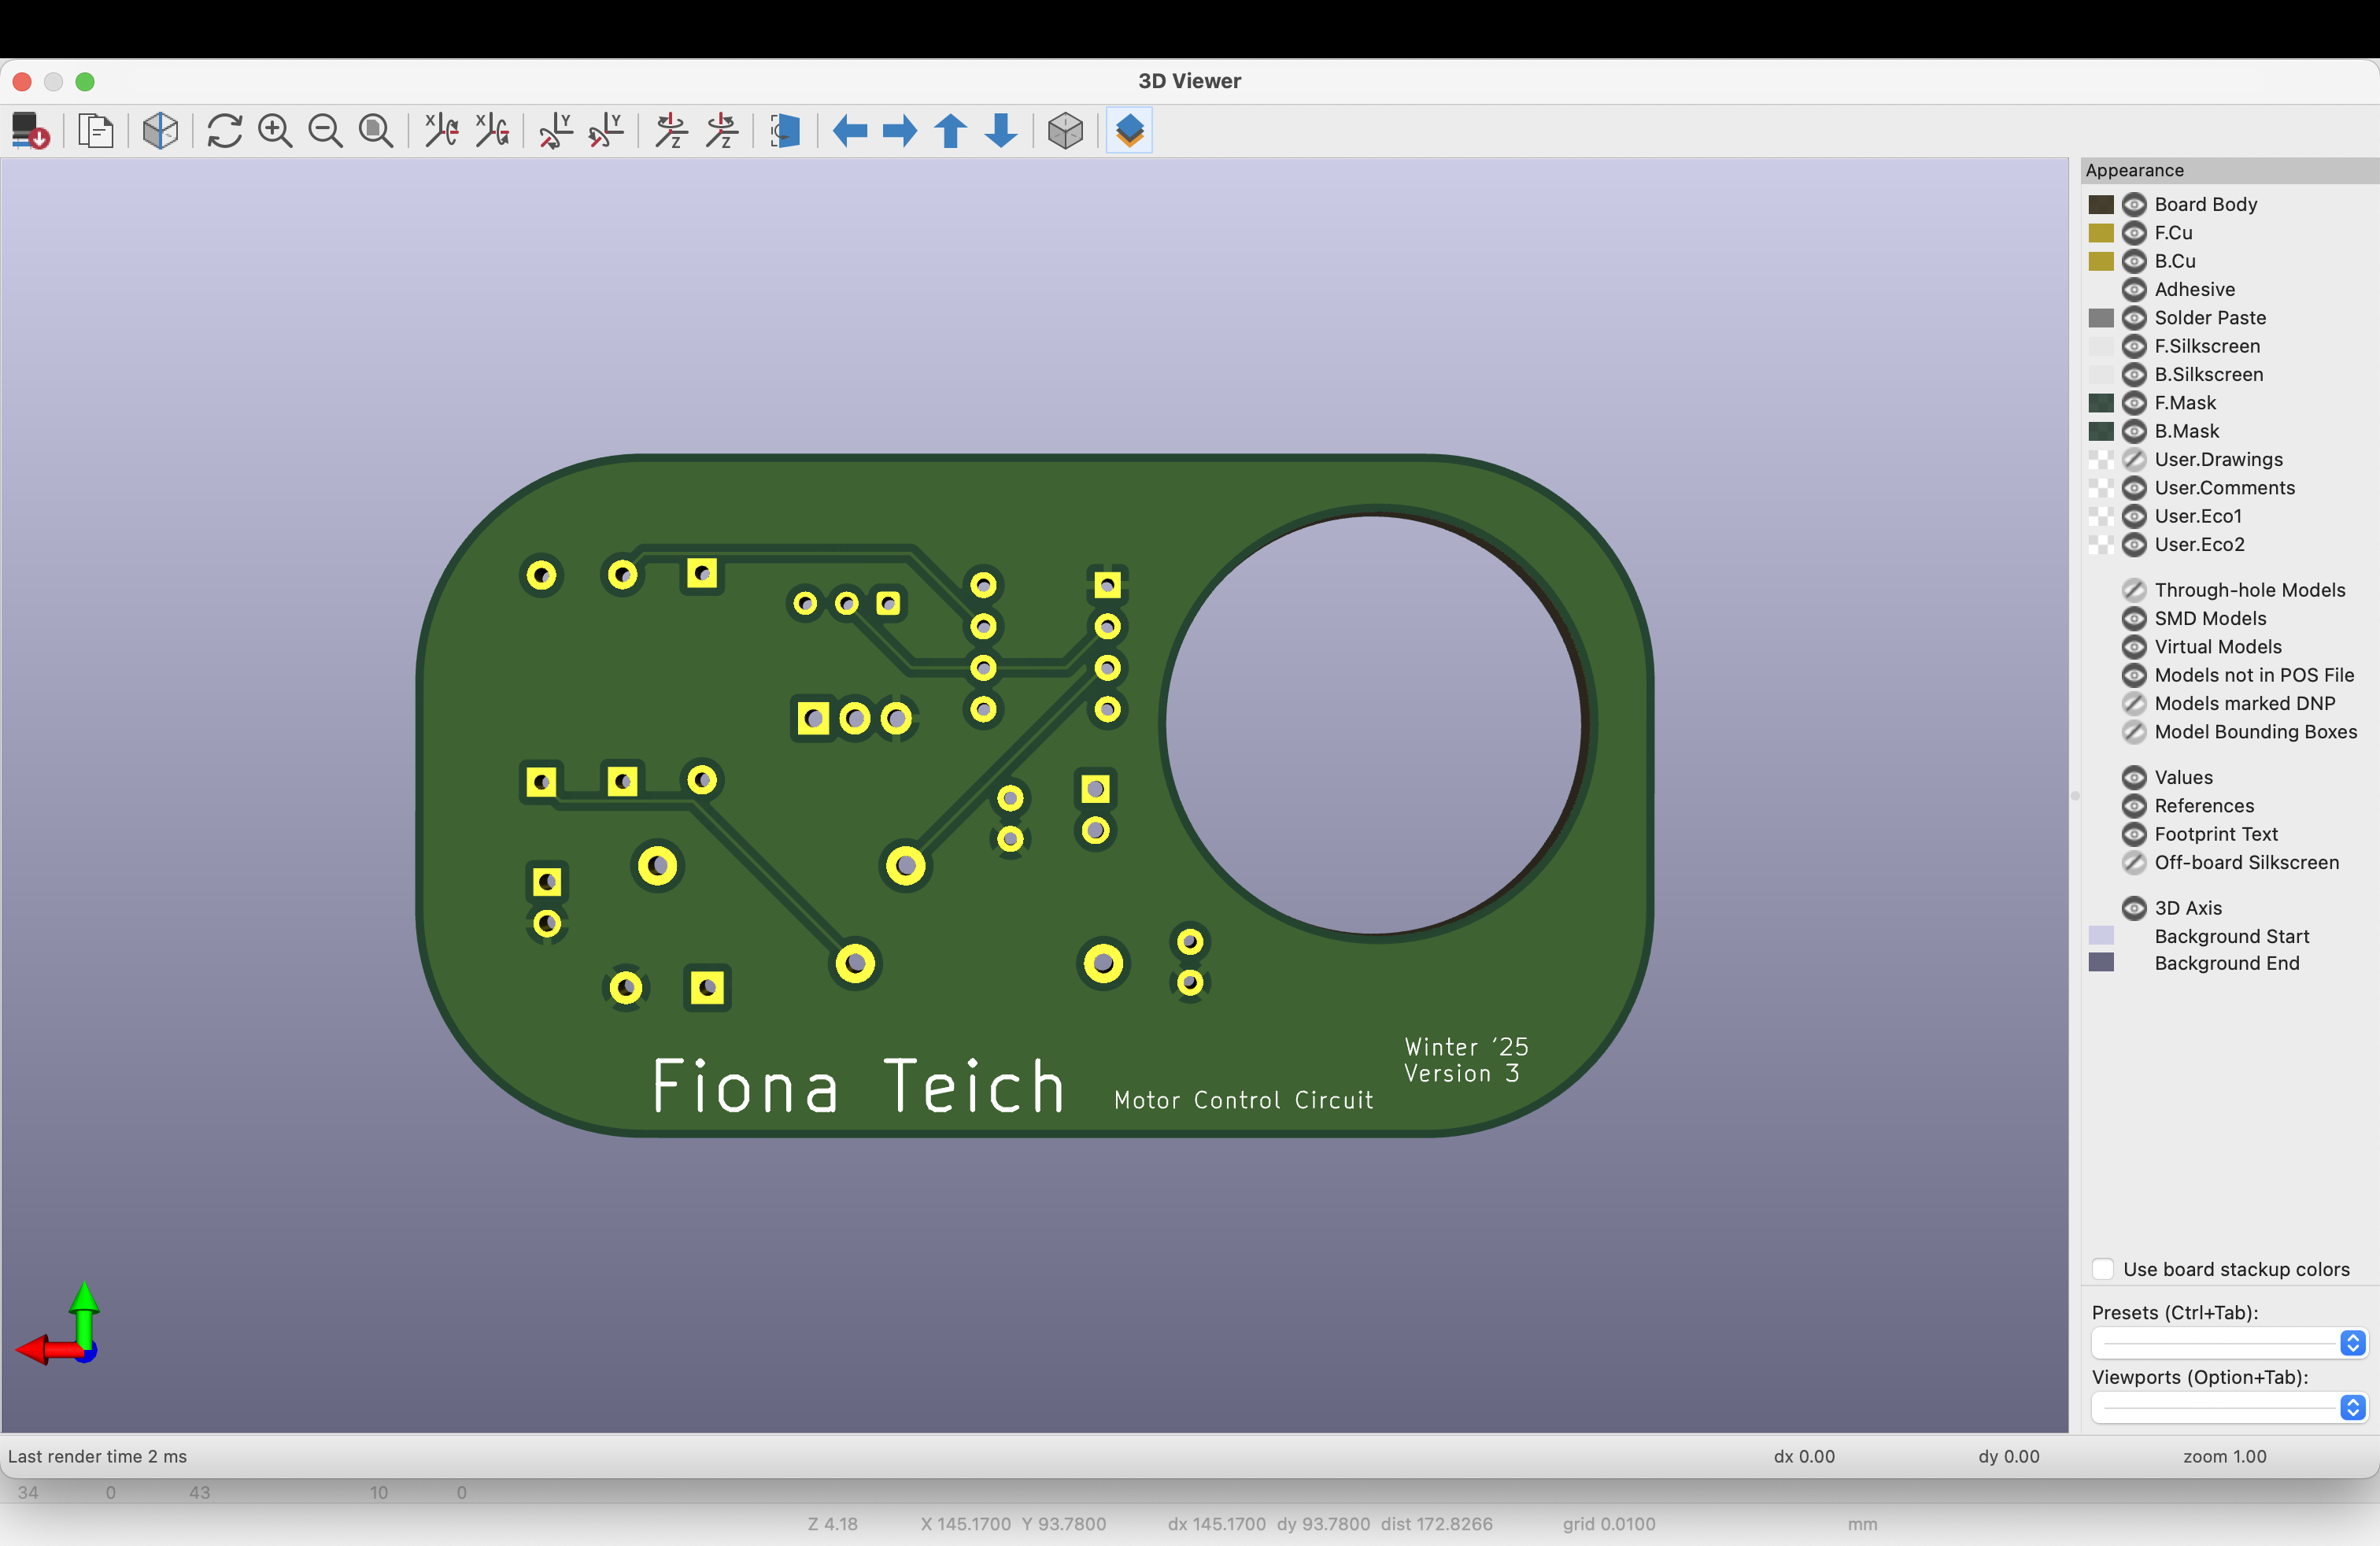 3D Viewer
X X Y Y Z Z
Appearance
Board Body
F.Cu
B.Cu
Adhesive
Solder Paste
F.Silkscreen
B.Silkscreen
F.Mask
B.Mask
User.Drawings
User.Comments
User.Eco1
User.Eco2
Through-hole Models
SMD Models
Virtual Models
Models not in POS File
Models marked DNP
Model Bounding Boxes
Values
References
Footprint Text
Off-board Silkscreen
3D Axis
Background Start
Background End
Winter '25
Version 3
Fiona Teich
Motor Control Circuit
Use board stackup colors
Presets (Ctrl+Tab):
Viewports (Option+Tab):
Last render time 2 ms
dx 0.00
dy 0.00
zoom 1.00
34 0 43 10 0
Z 4.18 X 145.1700 Y 93.7800 dx 145.1700 dy 93.7800 dist 172.8266 grid 0.0100 mm